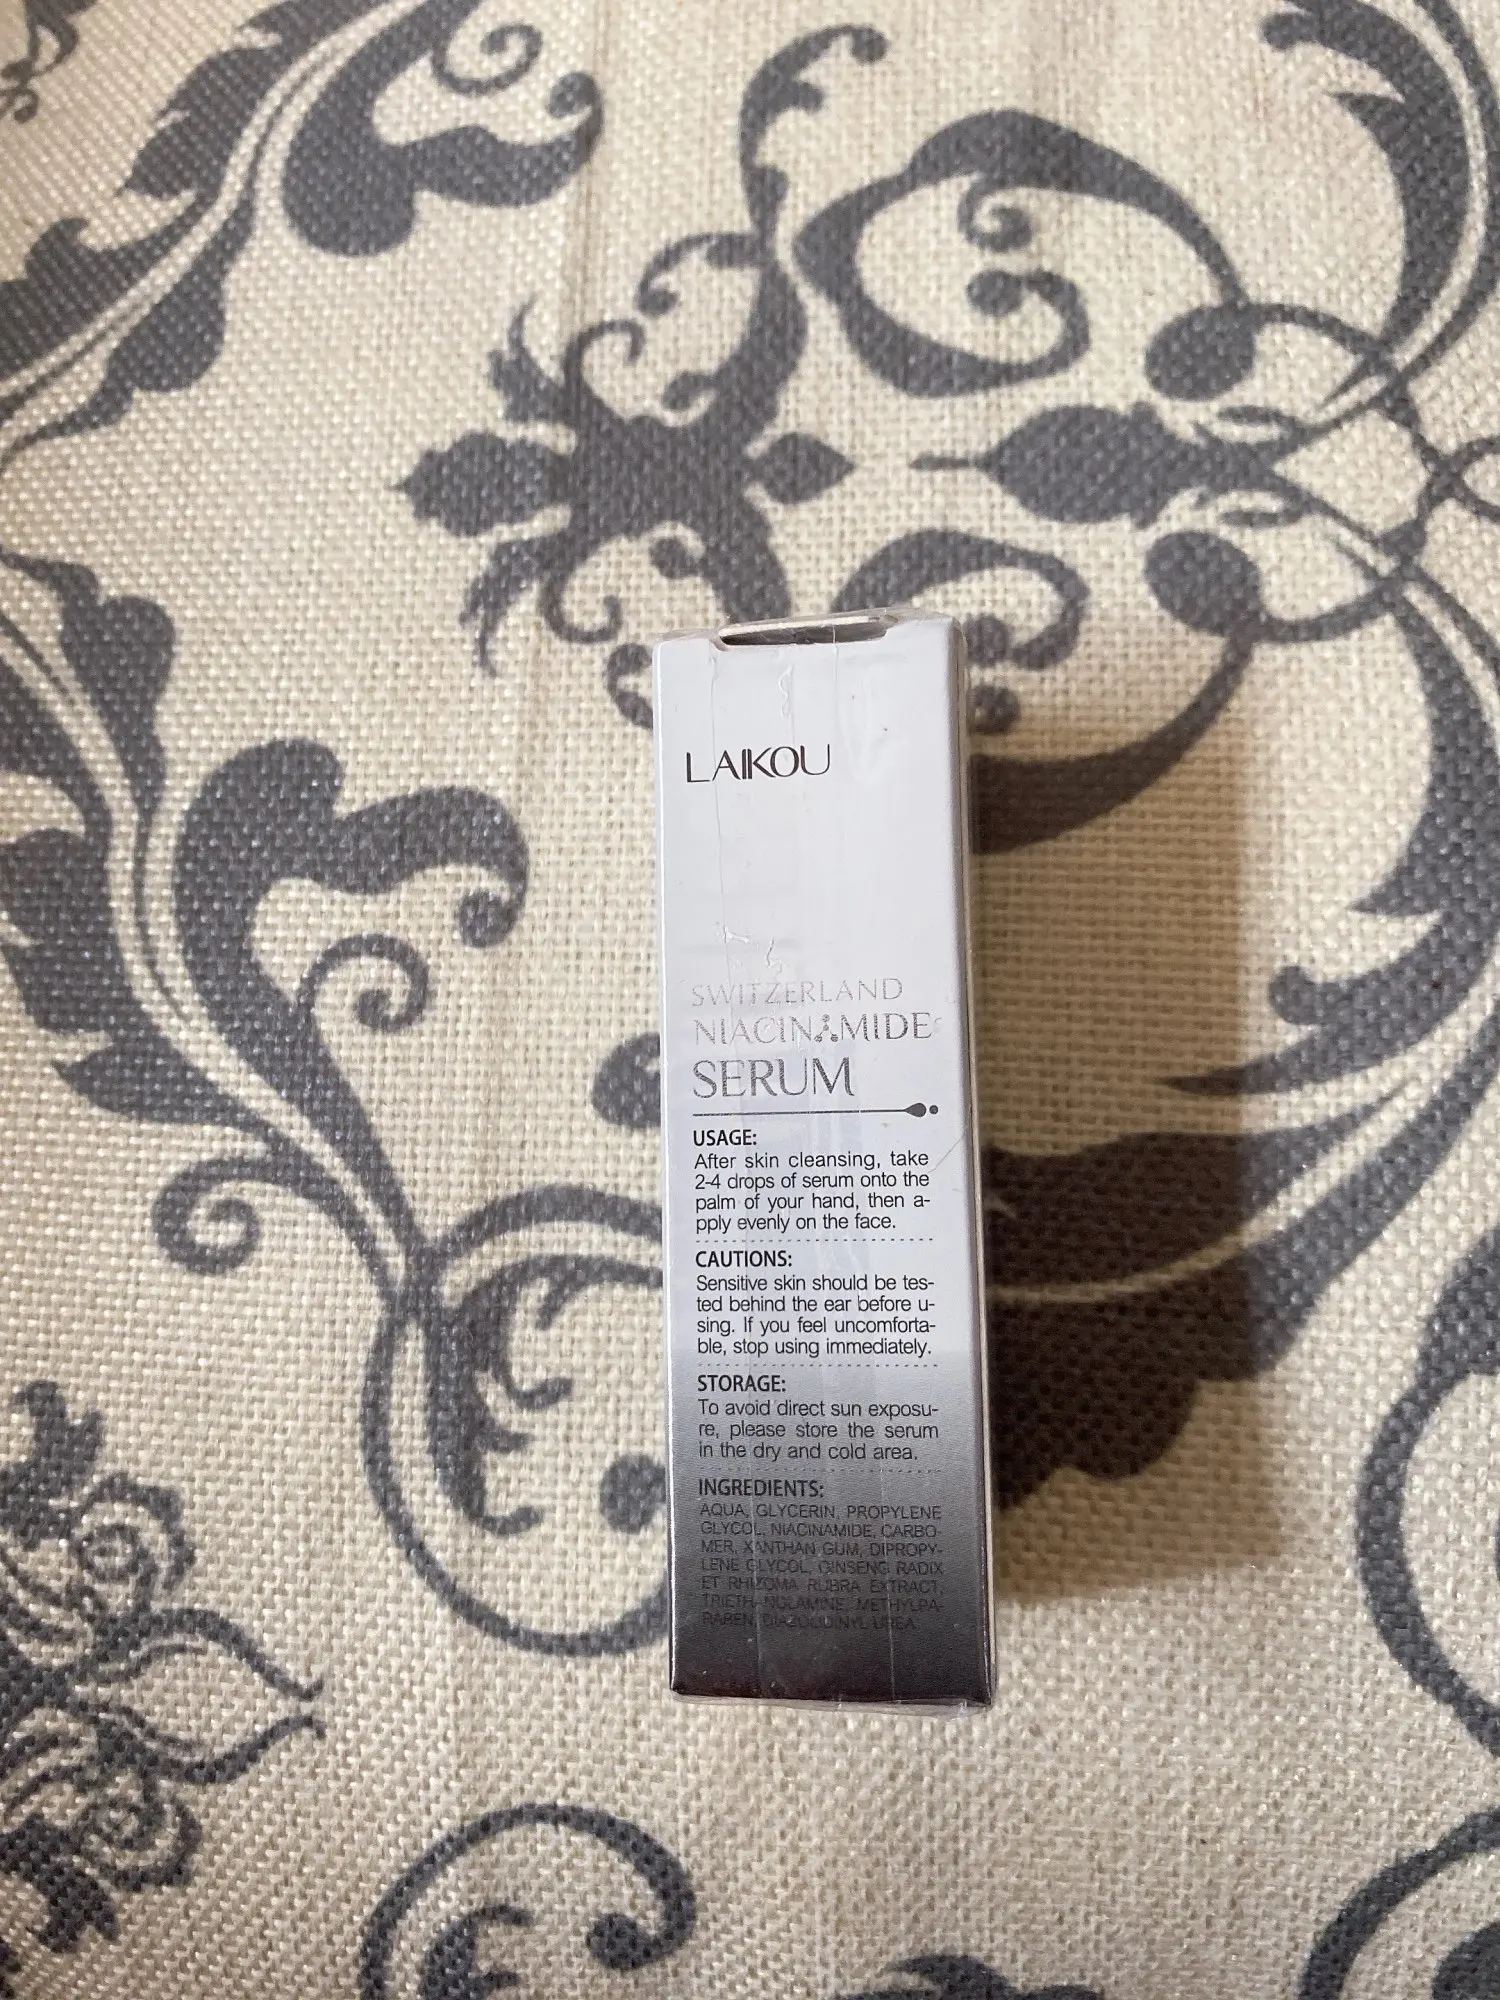 LAIKOU
SWITZERLAND
NIACINAMIDE
SERUM
USAGE:
After skin cleansing, take
2-4 drops of serum onto the
palm of your hand, then a-
pply evenly on the face.
CAUTIONS:
Sensitive skin should be tes-
ted behind the ear before u-
sing. If you feel uncomforta-
ble, stop using immediately.
STORAGE:
To avoid direct sun exposu-
re, please store the serum
in the dry and cold area.
INGREDIENTS:
AQUA, GLYCERIN, PROPYLENE
GLYCOL, NIACINAMIDE, CARBO-
MER, XANTHAN GUM, DIPROPY-
LENE GLYCOL, GINSENG RADIX
ET RHIZOMA RUBRA EXTRACT,
TRIETHANOLAMINE, METHYLPA-
RABEN, DIAZOLIDINYL UREA.